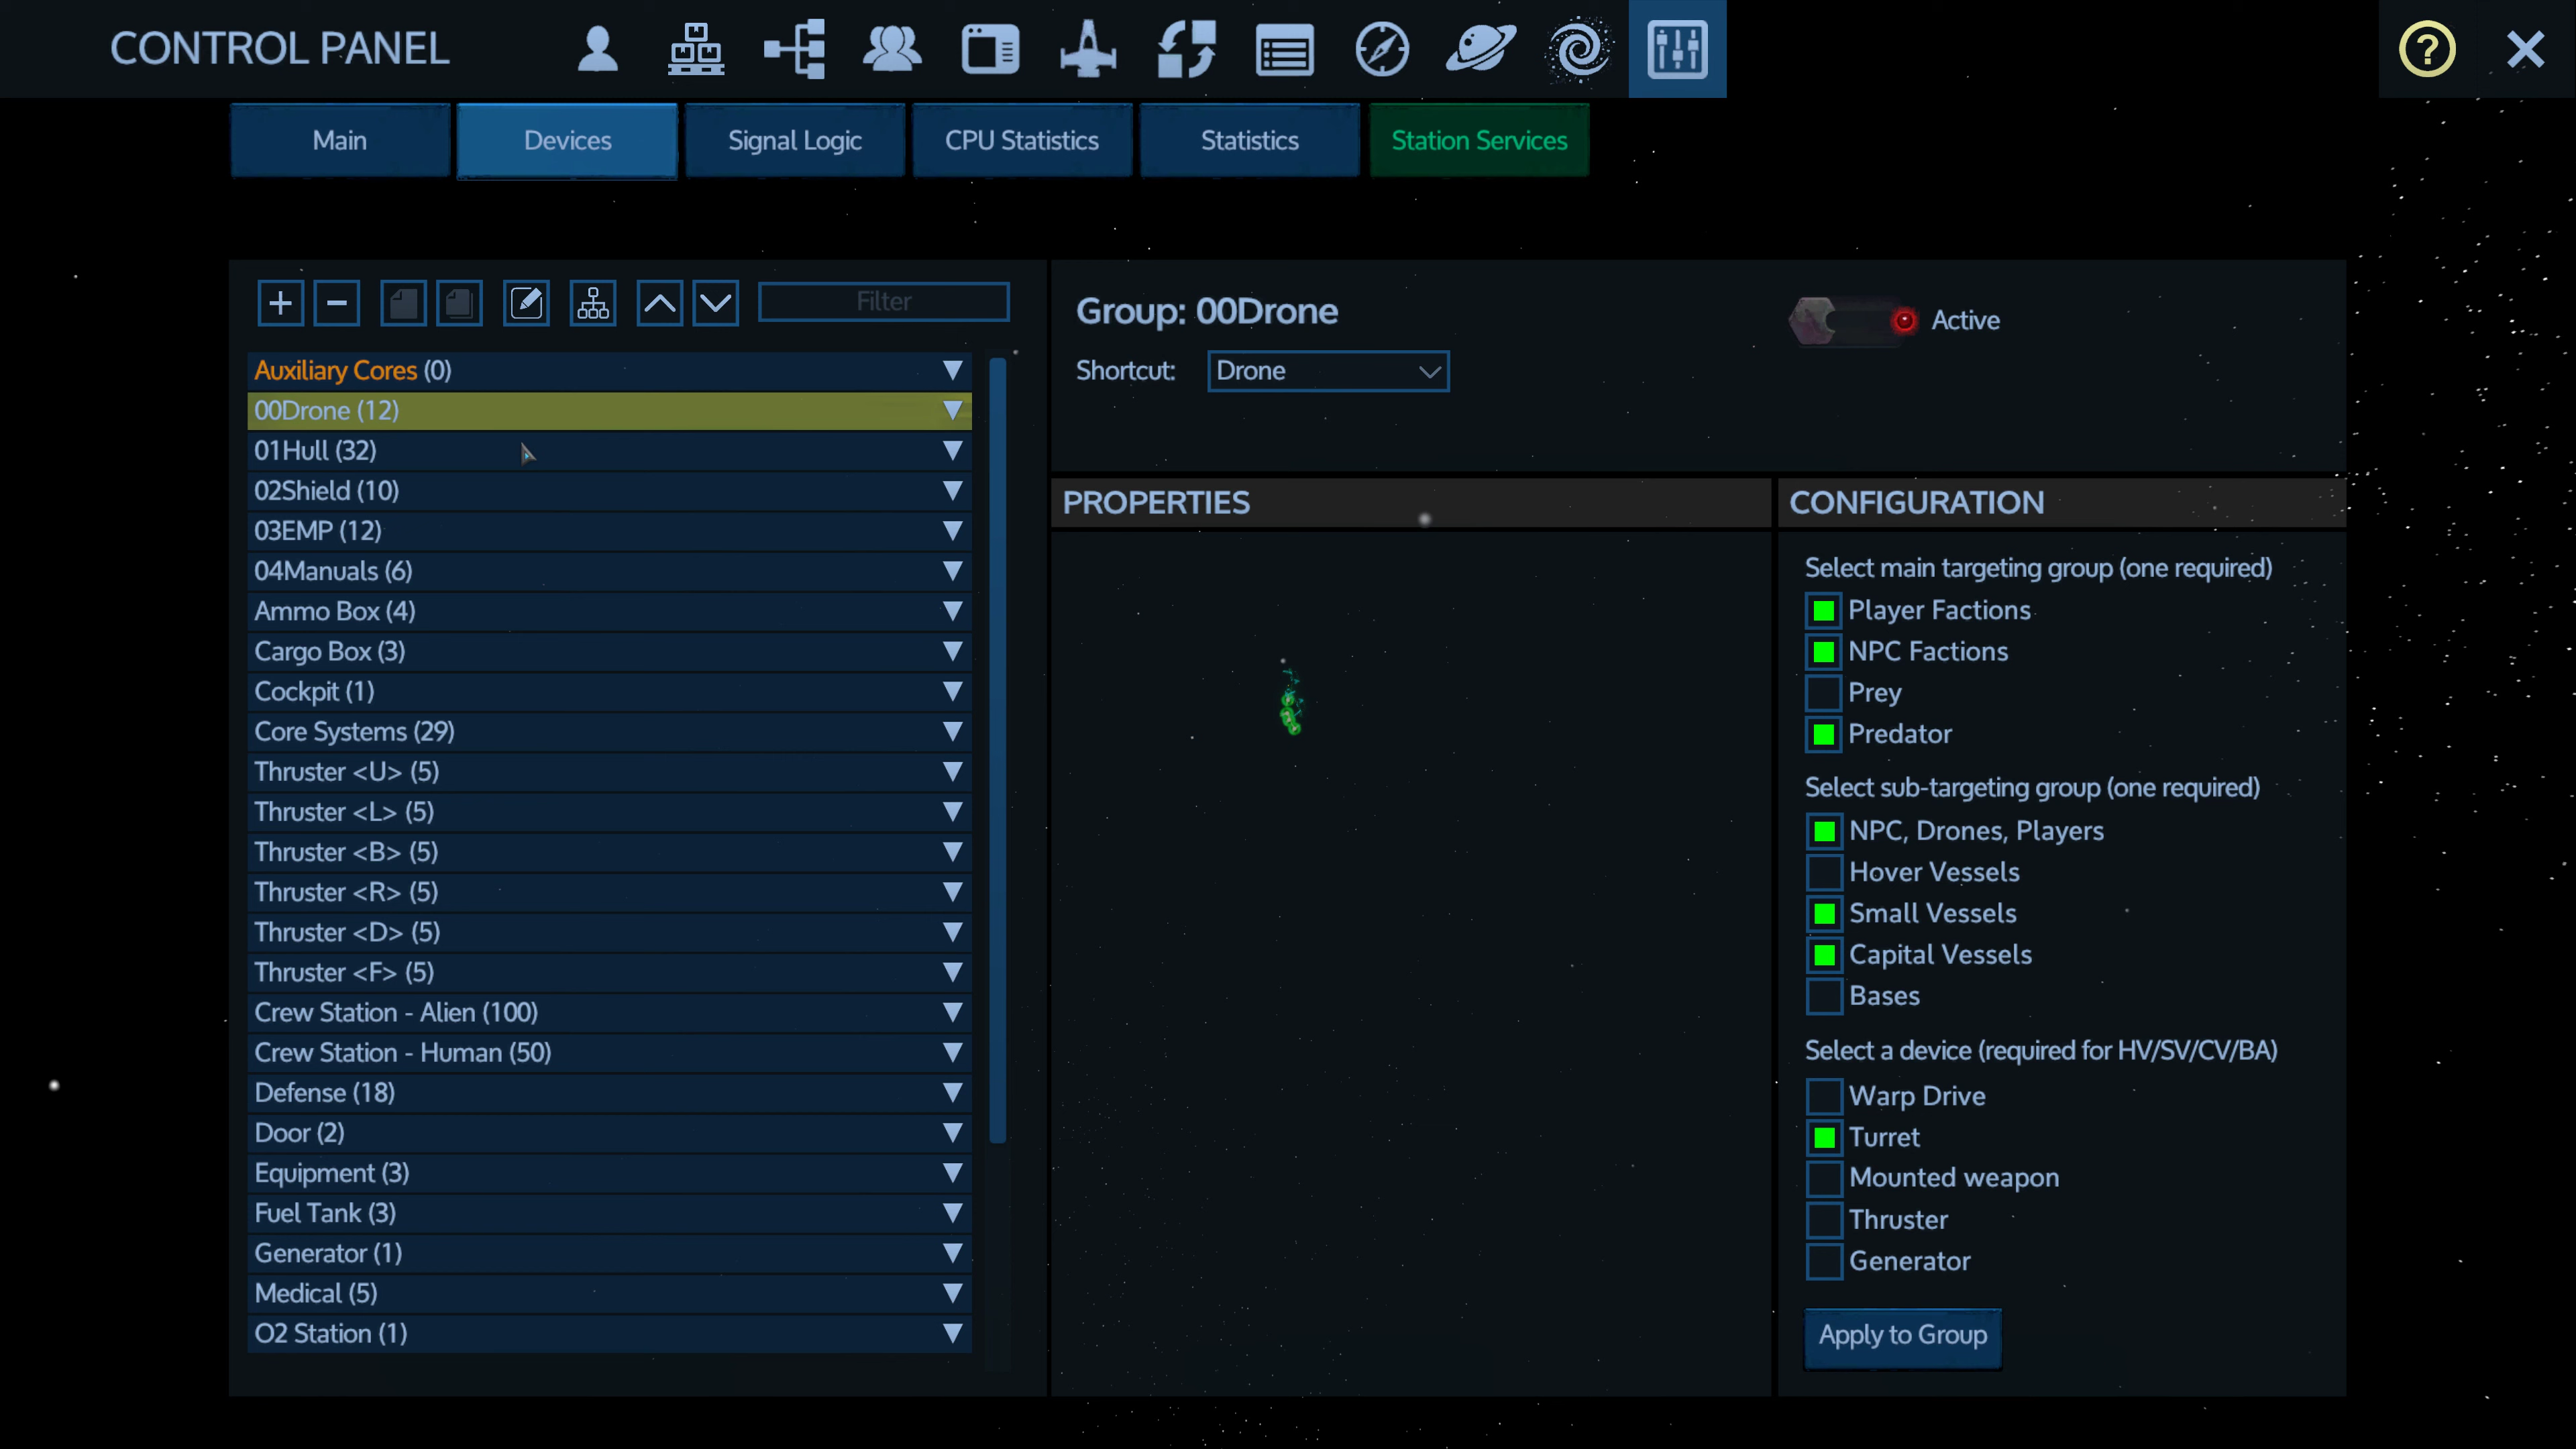 CONTROL PANEL
?
Main
Devices
Signal Logic
CPU Statistics
Statistics
Station Services
Filter
Auxiliary Cores (0)
00Drone (12)
01Hull (32)
02Shield (10)
03EMP (12)
04Manuals (6)
Ammo Box (4)
Cargo Box (3)
Cockpit (1)
Core Systems (29)
Thruster <U> (5)
Thruster <L> (5)
Thruster <B> (5)
Thruster <R> (5)
Thruster <D> (5)
Thruster <F> (5)
Crew Station - Alien (100)
Crew Station - Human (50)
Defense (18)
Door (2)
Equipment (3)
Fuel Tank (3)
Generator (1)
Medical (5)
O2 Station (1)
Group: 00Drone
Active
Shortcut: Drone
PROPERTIES
CONFIGURATION
Select main targeting group (one required)
Player Factions
NPC Factions
Prey
Predator
Select sub-targeting group (one required)
NPC, Drones, Players
Hover Vessels
Small Vessels
Capital Vessels
Bases
Select a device (required for HV/SV/CV/BA)
Warp Drive
Turret
Mounted weapon
Thruster
Generator
Apply to Group